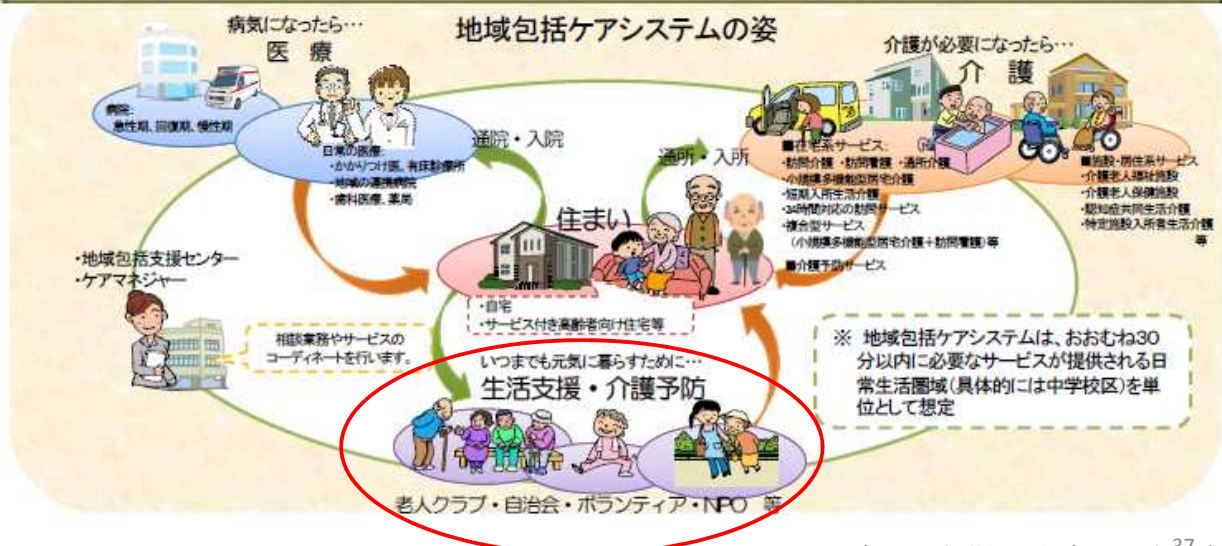 地域包括ケアシステムの姿
病気になったら…
医 療
病院:
急性期、回復期、慢性期
日常の医療:
・かかりつけ医、有床診療所
・地域の連携病院
・歯科医療、薬局
通院・入院
介護が必要になったら…
介 護
通所・入所
■在宅系サービス:
・訪問介護 ・訪問看護 ・通所介護
・小規模多機能型居宅介護
・短期入所生活介護
・24時間対応の訪問サービス
・複合型サービス
(小規模多機能型居宅介護+訪問看護)等
■介護予防サービス
■施設・居住系サービス
・介護老人福祉施設
・介護老人保健施設
・認知症共同生活介護
・特定施設入所者生活介護
等
住まい
・自宅
・サービス付き高齢者向け住宅等
・地域包括支援センター
・ケアマネジャー
相談業務やサービスの
コーディネートを行います。
いつまでも元気に暮らすために…
生活支援・介護予防
老人クラブ・自治会・ボランティア・NPO 等
※ 地域包括ケアシステムは、おおむね30
分以内に必要なサービスが提供される日
常生活圏域(具体的には中学校区)を単
位として想定
37